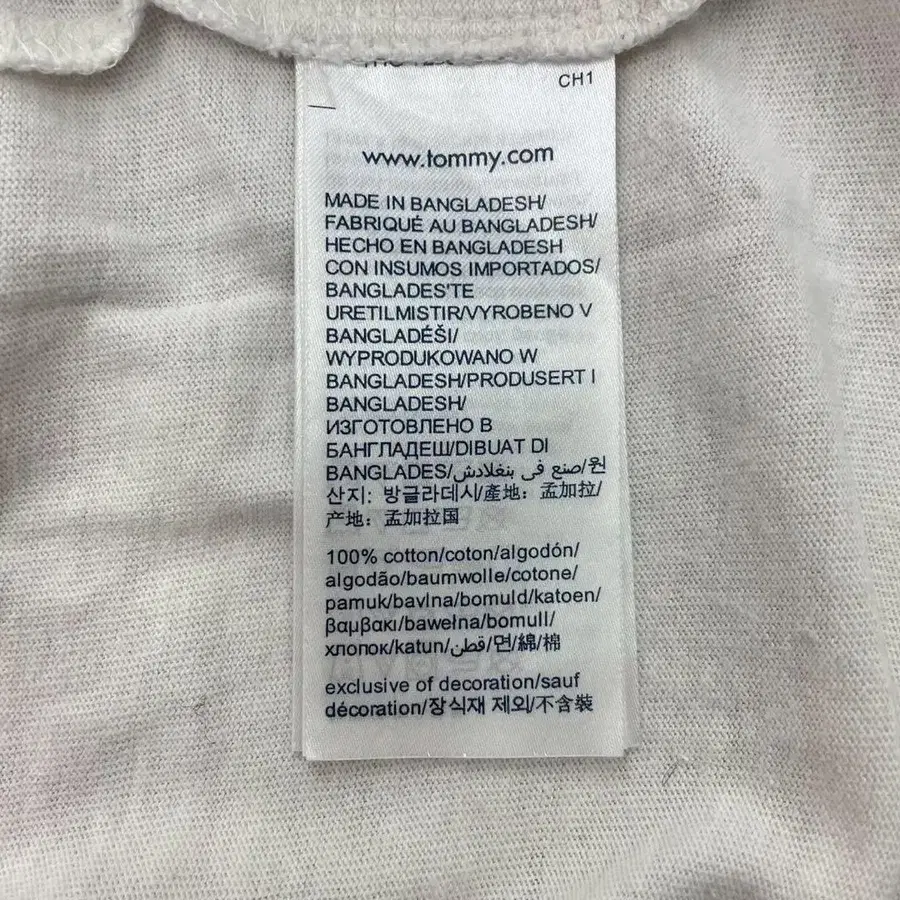 CH1
www.tommy.com
MADE IN BANGLADESH/
FABRIQUÉ AU BANGLADESH/
HECHO EN BANGLADESH
CON INSUMOS IMPORTADOS/
BANGLADES'TE
URETILMISTIR/VYROBENO V
BANGLADÉŠI/
WYPRODUKOWANO W
BANGLADESH/PRODUSERT I
BANGLADESH/
ИЗГОТОВЛЕНО В
БАНГЛАДЕШ/DIBUAT DI
BANGLADES/صنع في بنغلادش/원
산지: 방글라데시/產地: 孟加拉/
产地: 孟加拉国
100% cotton/coton/algodón/
algodão/baumwolle/cotone/
pamuk/bavlna/bomuld/katoen/
βαμβακι/bawełna/bomull/
хлопок/katun/قطن/면/綿/棉
exclusive of decoration/sauf
décoration/장식재 제외/不含裝